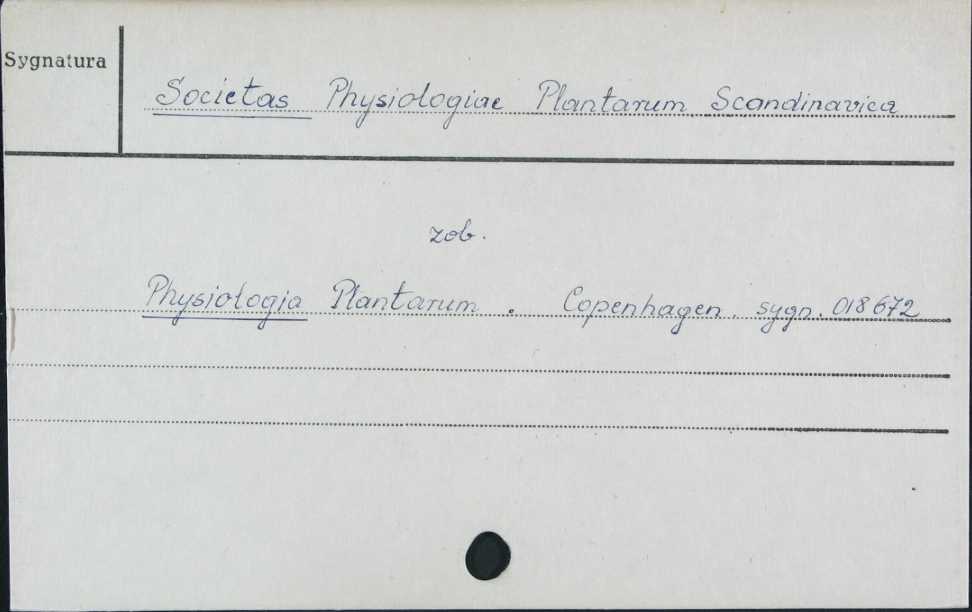 Sygnatura
Societas Physiologiae Plantarum Scandinavica
zob.
Physiologia Plantarum. Copenhagen. sygn. 018672